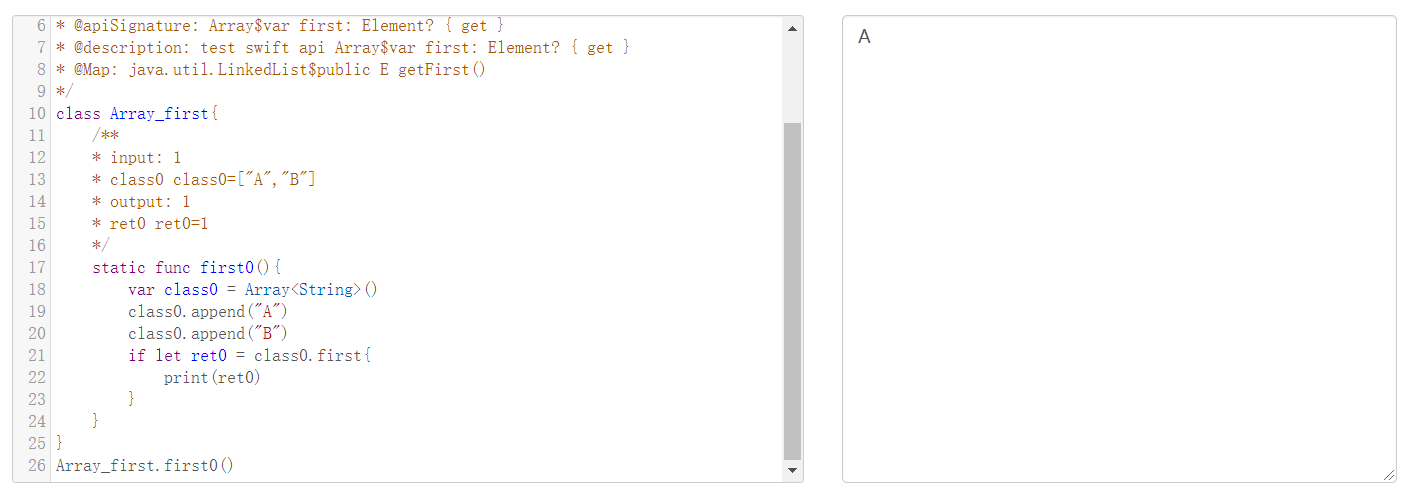 6 * @apiSignature: Array$var first: Element? { get }
7 * @description: test swift api Array$var first: Element? { get }
8 * @Map: java.util.LinkedList$public E getFirst()
9 */
10 class Array_first{
11     /**
12     * input: 1
13     * class0 class0=["A","B"]
14     * output: 1
15     * ret0 ret0=1
16     */
17     static func first0(){
18         var class0 = Array<String>()
19         class0.append("A")
20         class0.append("B")
21         if let ret0 = class0.first{
22             print(ret0)
23         }
24     }
25 }
26 Array_first.first0()
A